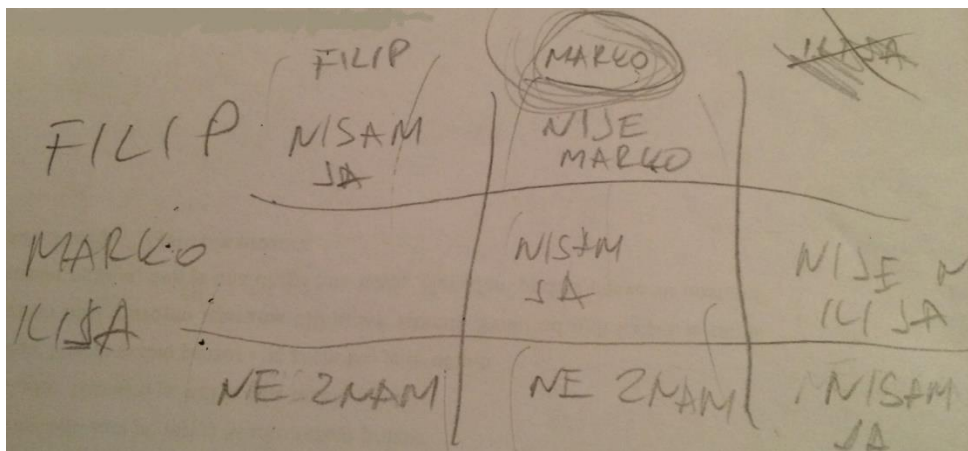 FILIP MARKO ILIJA
FILIP NISAM NIJE
JA MARKO
MARKO NISAM NIJE
JA ILIJA
ILIJA
NE ZNAM NE ZNAM NISAM
JA